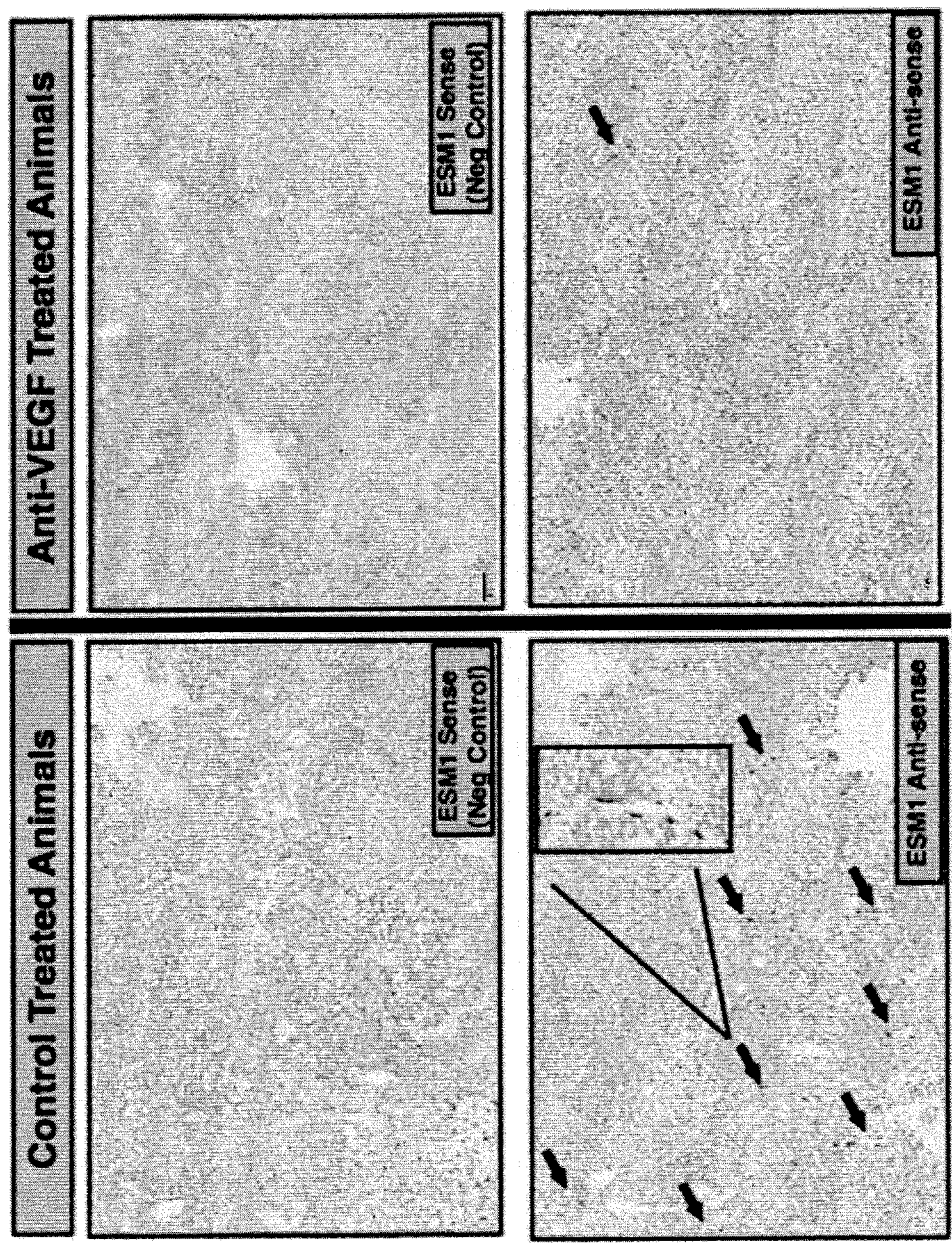 Control Treated Animals
Anti-VEGF Treated Animals
ESM1 Sense
(Neg Control)
ESM1 Sense
(Neg Control)
ESM1 Anti-sense
ESM1 Anti-sense